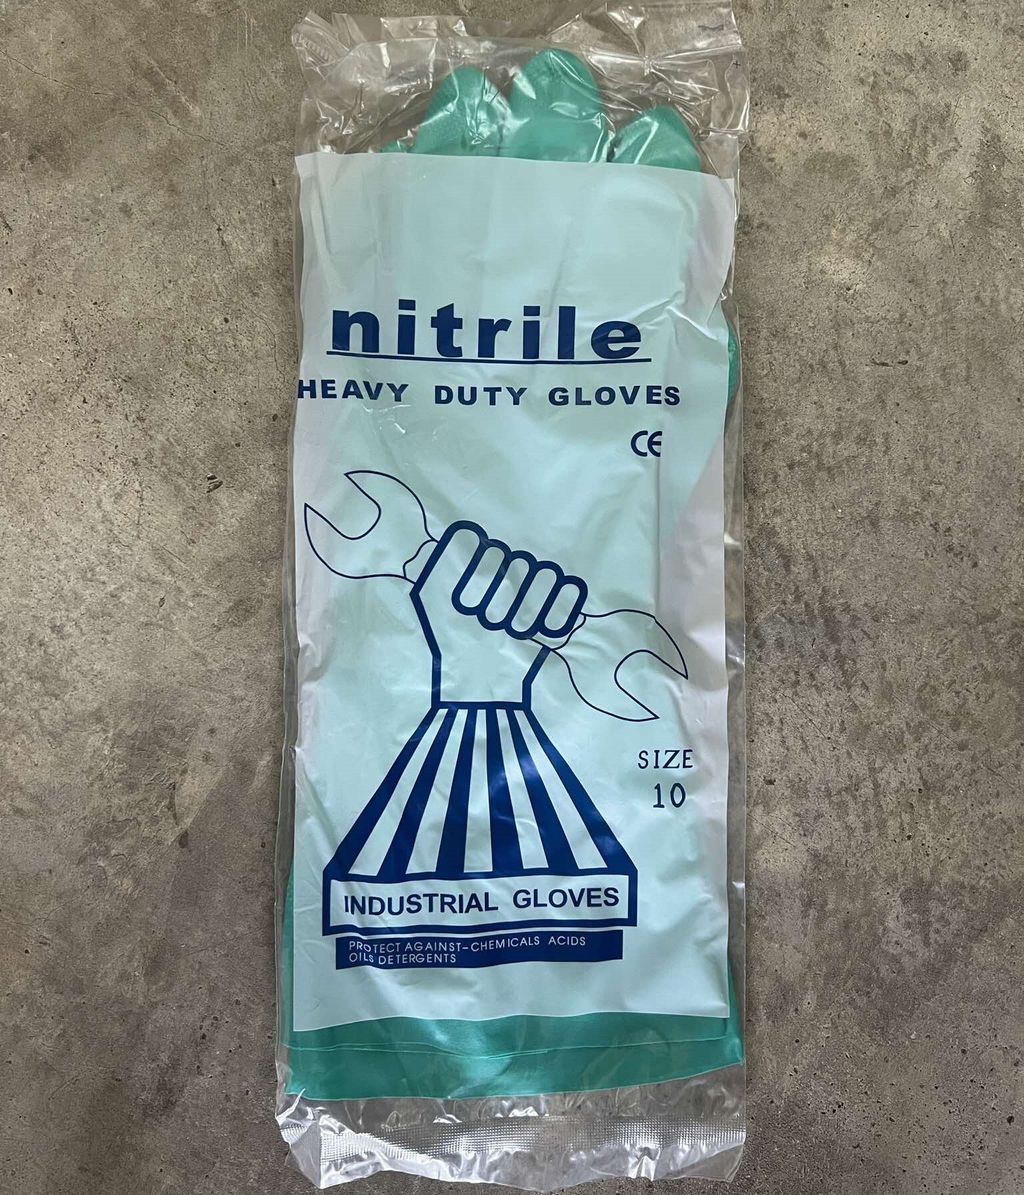 nitrile
HEAVY DUTY GLOVES
CE
SIZE
10
INDUSTRIAL GLOVES
PROTECT AGAINST-CHEMICALS ACIDS
OILS DETERGENTS